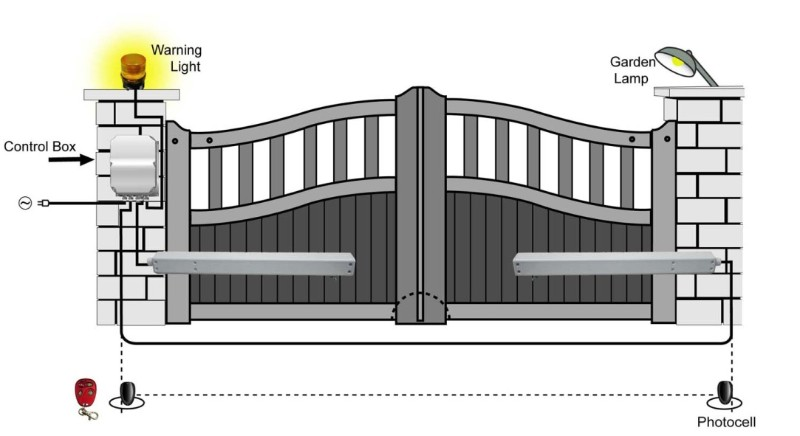 Warning
Light
Garden
Lamp
Control Box
Photocell